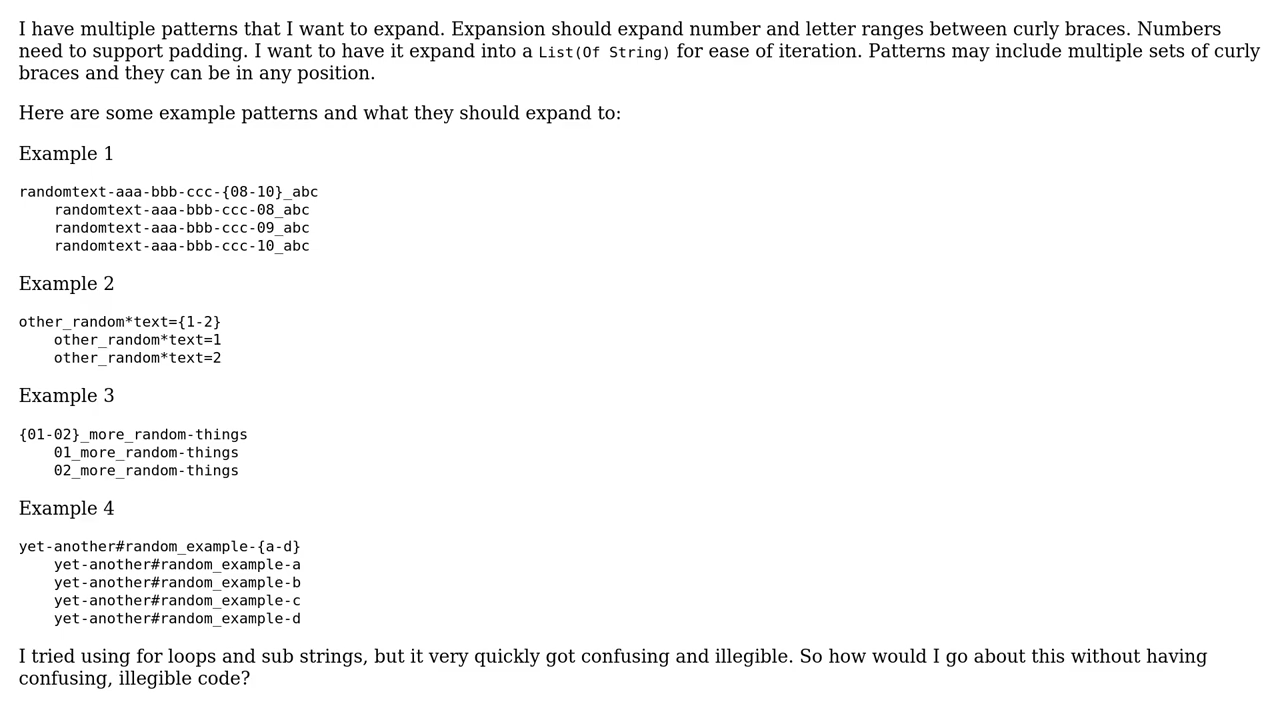 I have multiple patterns that I want to expand. Expansion should expand number and letter ranges between curly braces. Numbers
need to support padding. I want to have it expand into a List(Of String) for ease of iteration. Patterns may include multiple sets of curly
braces and they can be in any position.
Here are some example patterns and what they should expand to:
Example 1
randomtext-aaa-bbb-ccc-{08-10}_abc
    randomtext-aaa-bbb-ccc-08_abc
    randomtext-aaa-bbb-ccc-09_abc
    randomtext-aaa-bbb-ccc-10_abc
Example 2
other_random*text={1-2}
    other_random*text=1
    other_random*text=2
Example 3
{01-02}_more_random-things
    01_more_random-things
    02_more_random-things
Example 4
yet-another#random_example-{a-d}
    yet-another#random_example-a
    yet-another#random_example-b
    yet-another#random_example-c
    yet-another#random_example-d
I tried using for loops and sub strings, but it very quickly got confusing and illegible. So how would I go about this without having
confusing, illegible code?